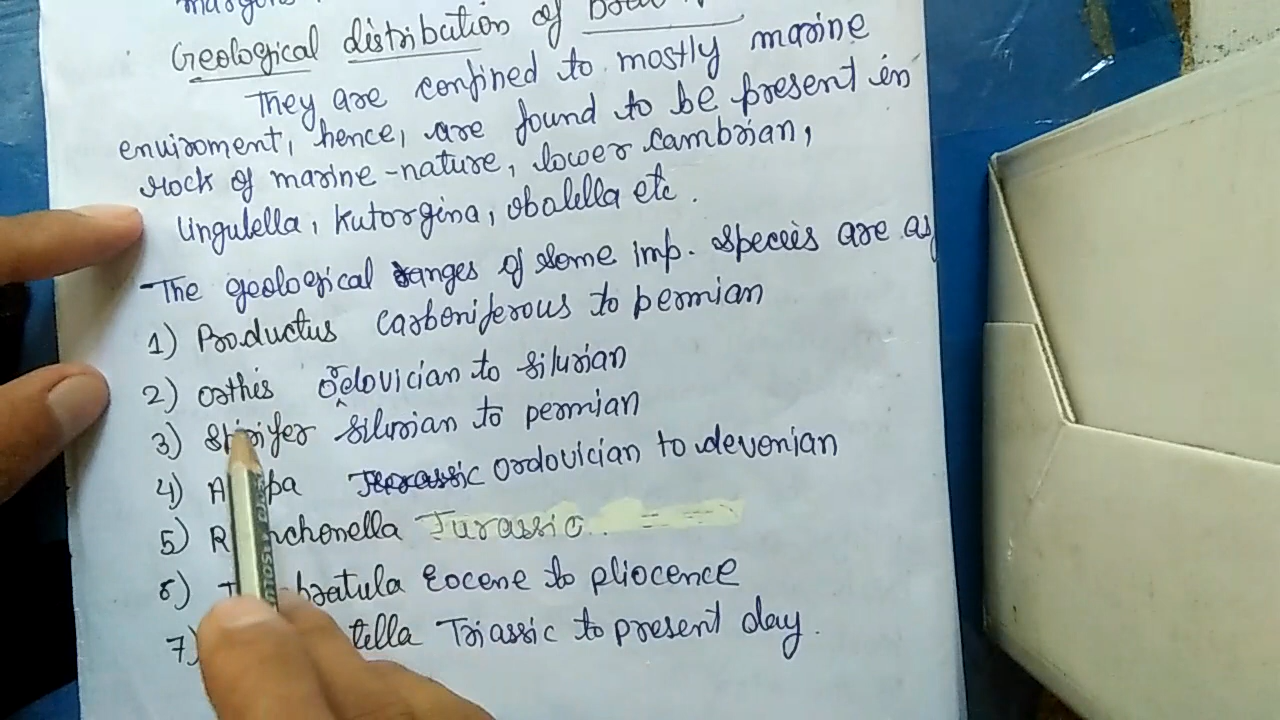 Geological distribution of
They are confined to mostly marine
enviroment, hence, are found to be present in
rock of marine-nature, lower cambrian,
Lingulella, Kutorgina, obolella etc.
The geological ranges of some imp. species are as
1) Productus Carboniferous to permian
2) Orthis Ordovician to silurian
3) Silurian to permian
4) Ordovician to devonian
5) Jurassic
6) Eocene to pliocence
7) Triassic to present day.